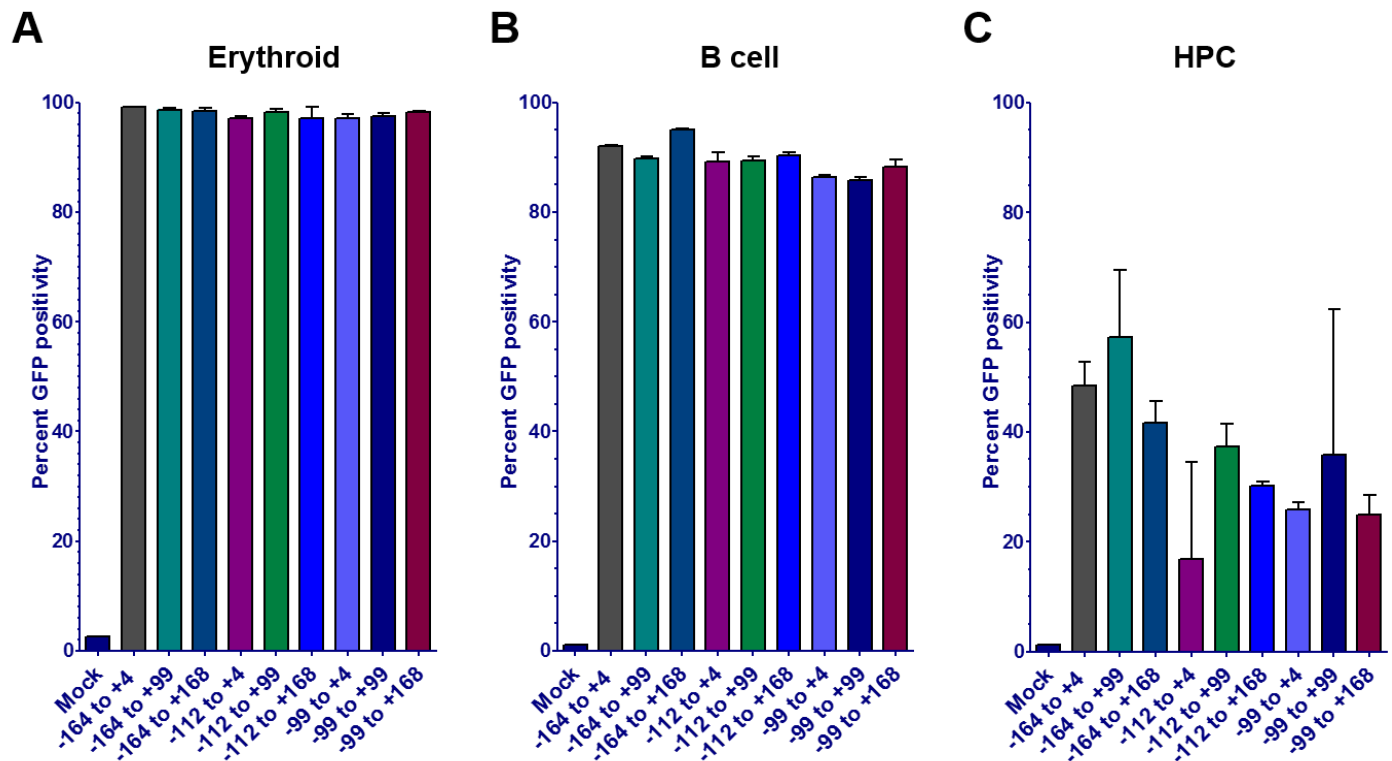 A
Erythroid
Percent GFP positivity
100
80
60
40
20
0
Mock
-164 to +4
-164 to +99
-164 to +168
-112 to +4
-112 to +99
-112 to +168
-99 to +4
-99 to +99
-99 to +168
B
B cell
Percent GFP positivity
100
80
60
40
20
0
Mock
-164 to +4
-164 to +99
-164 to +168
-112 to +4
-112 to +99
-112 to +168
-99 to +4
-99 to +99
-99 to +168
C
HPC
Percent GFP positivity
100
80
60
40
20
0
Mock
-164 to +4
-164 to +99
-164 to +168
-112 to +4
-112 to +99
-112 to +168
-99 to +4
-99 to +99
-99 to +168